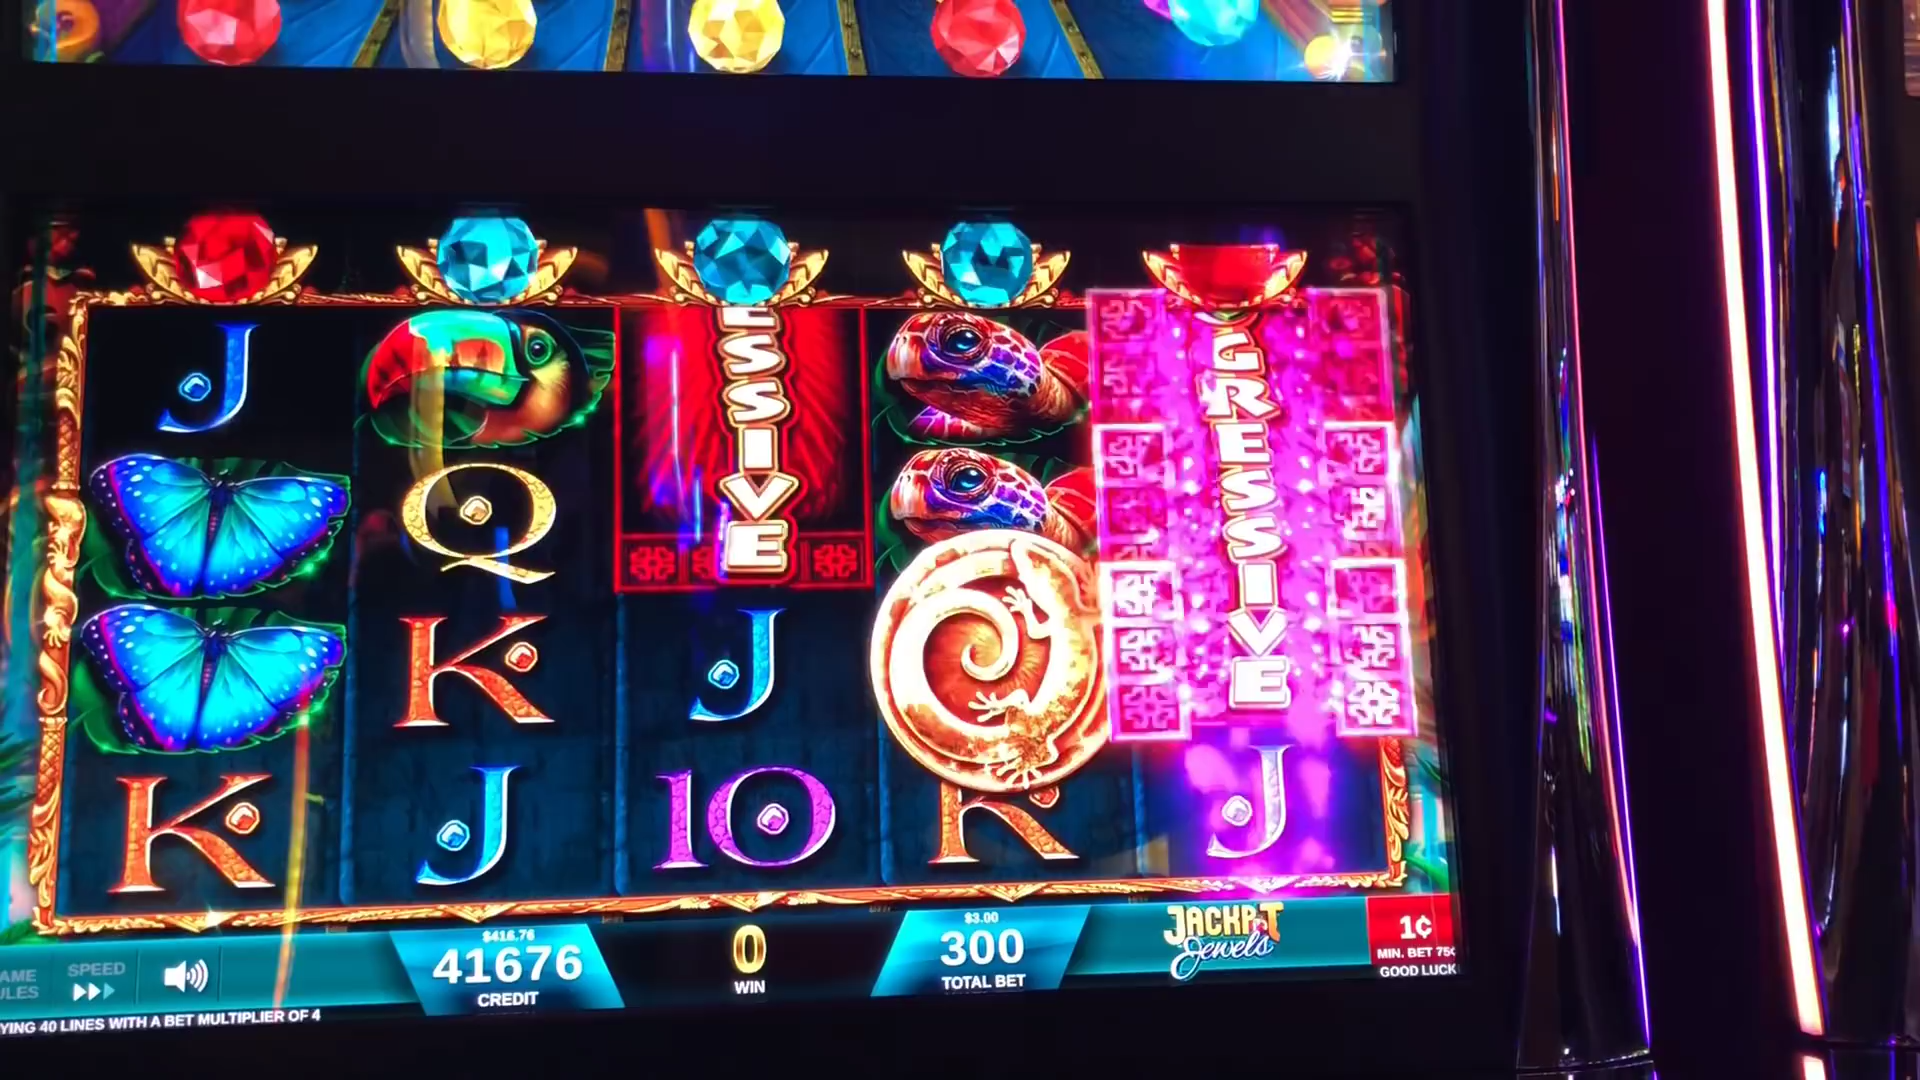 J
ESSIVE
GRESSIVE
Q
K
J
K
J
10
K
J
$416.76
41676
CREDIT
0
WIN
$3.00
300
TOTAL BET
JACKPOT
Jewels
1¢
MIN. BET 75¢
GOOD LUCK
AME
ULES
SPEED
YING 40 LINES WITH A BET MULTIPLIER OF 4